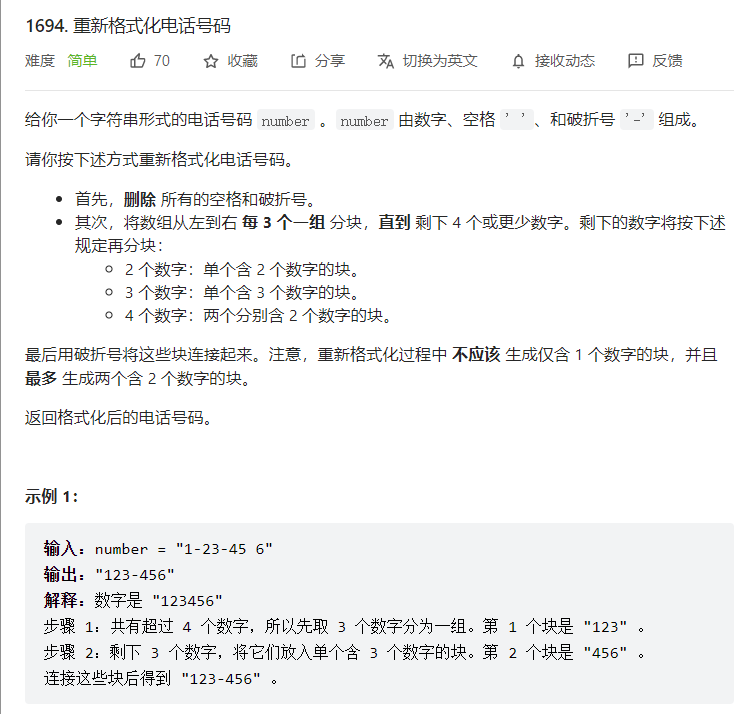 1694. 重新格式化电话号码
难度 简单 70 收藏 分享 切换为英文 接收动态 反馈
给你一个字符串形式的电话号码 number 。number 由数字、空格 ' '、和破折号 '-' 组成。
请你按下述方式重新格式化电话号码。
• 首先，删除 所有的空格和破折号。
• 其次，将数组从左到右 每 3 个一组 分块，直到 剩下 4 个或更少数字。剩下的数字将按下述
规定再分块：
◦ 2 个数字：单个含 2 个数字的块。
◦ 3 个数字：单个含 3 个数字的块。
◦ 4 个数字：两个分别含 2 个数字的块。
最后用破折号将这些块连接起来。注意，重新格式化过程中 不应该 生成仅含 1 个数字的块，并且
最多 生成两个含 2 个数字的块。
返回格式化后的电话号码。
示例 1：
输入：number = "1-23-45 6"
输出："123-456"
解释：数字是 "123456"
步骤 1：共有超过 4 个数字，所以先取 3 个数字分为一组。第 1 个块是 "123" 。
步骤 2：剩下 3 个数字，将它们放入单个含 3 个数字的块。第 2 个块是 "456" 。
连接这些块后得到 "123-456" 。